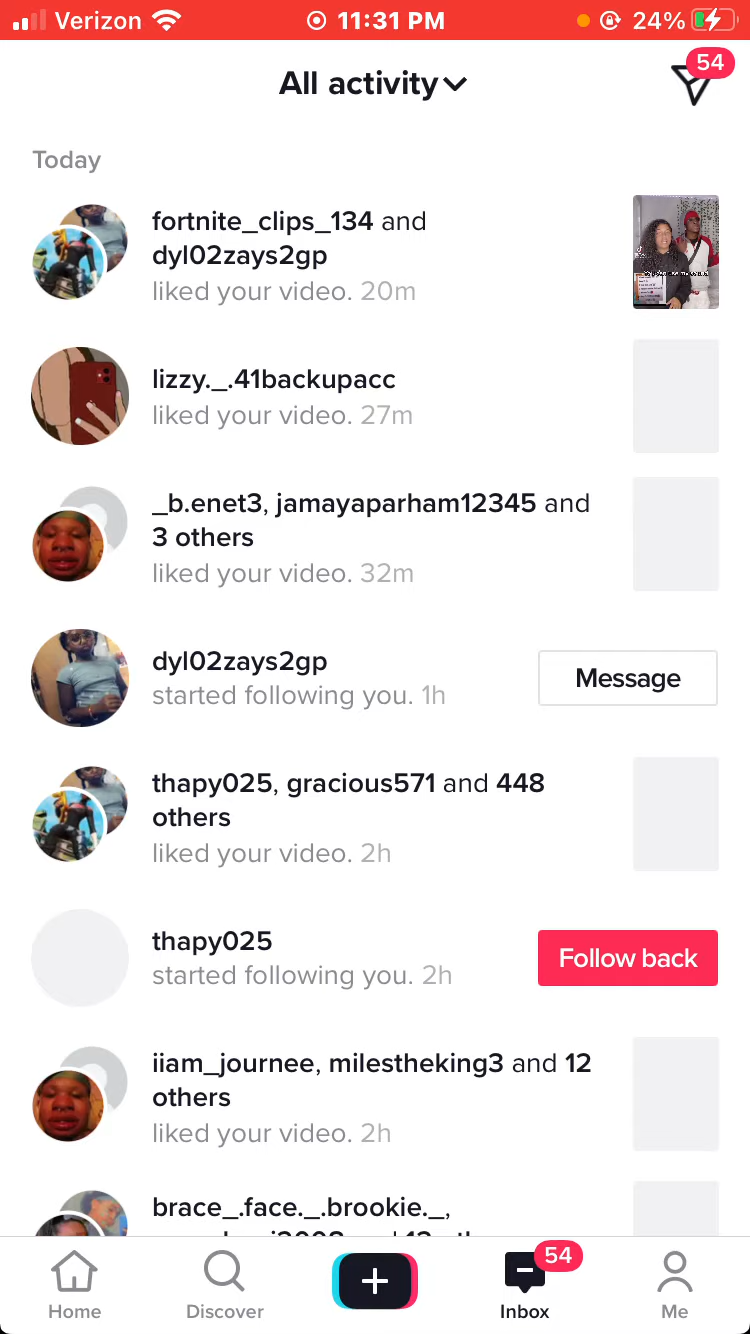 Verizon 11:31 PM 24%
All activity
54
Today
fortnite_clips_134 and
dyl02zays2gp
liked your video. 20m
lizzy._.41backupacc
liked your video. 27m
_b.enet3, jamayaparham12345 and
3 others
liked your video. 32m
dyl02zays2gp
started following you. 1h
Message
thapy025, gracious571 and 448
others
liked your video. 2h
thapy025
started following you. 2h
Follow back
iiam_journee, milestheking3 and 12
others
liked your video. 2h
brace_.face._.brookie._,
54
Home
Discover
Inbox
Me